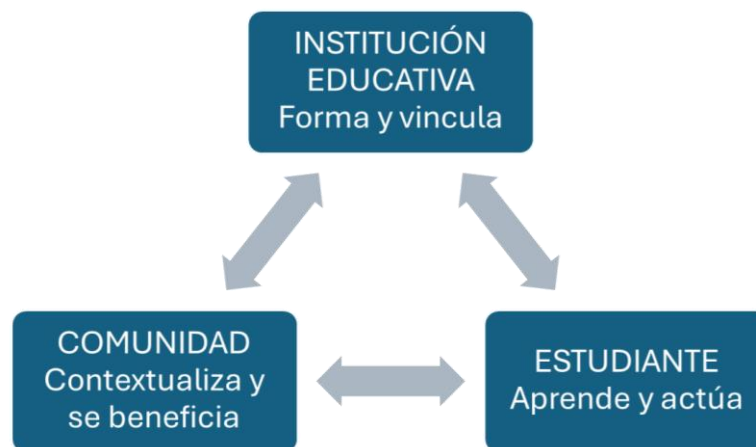 INSTITUCIÓN
EDUCATIVA
Forma y vincula
COMUNIDAD
Contextualiza y
se beneficia
ESTUDIANTE
Aprende y actúa